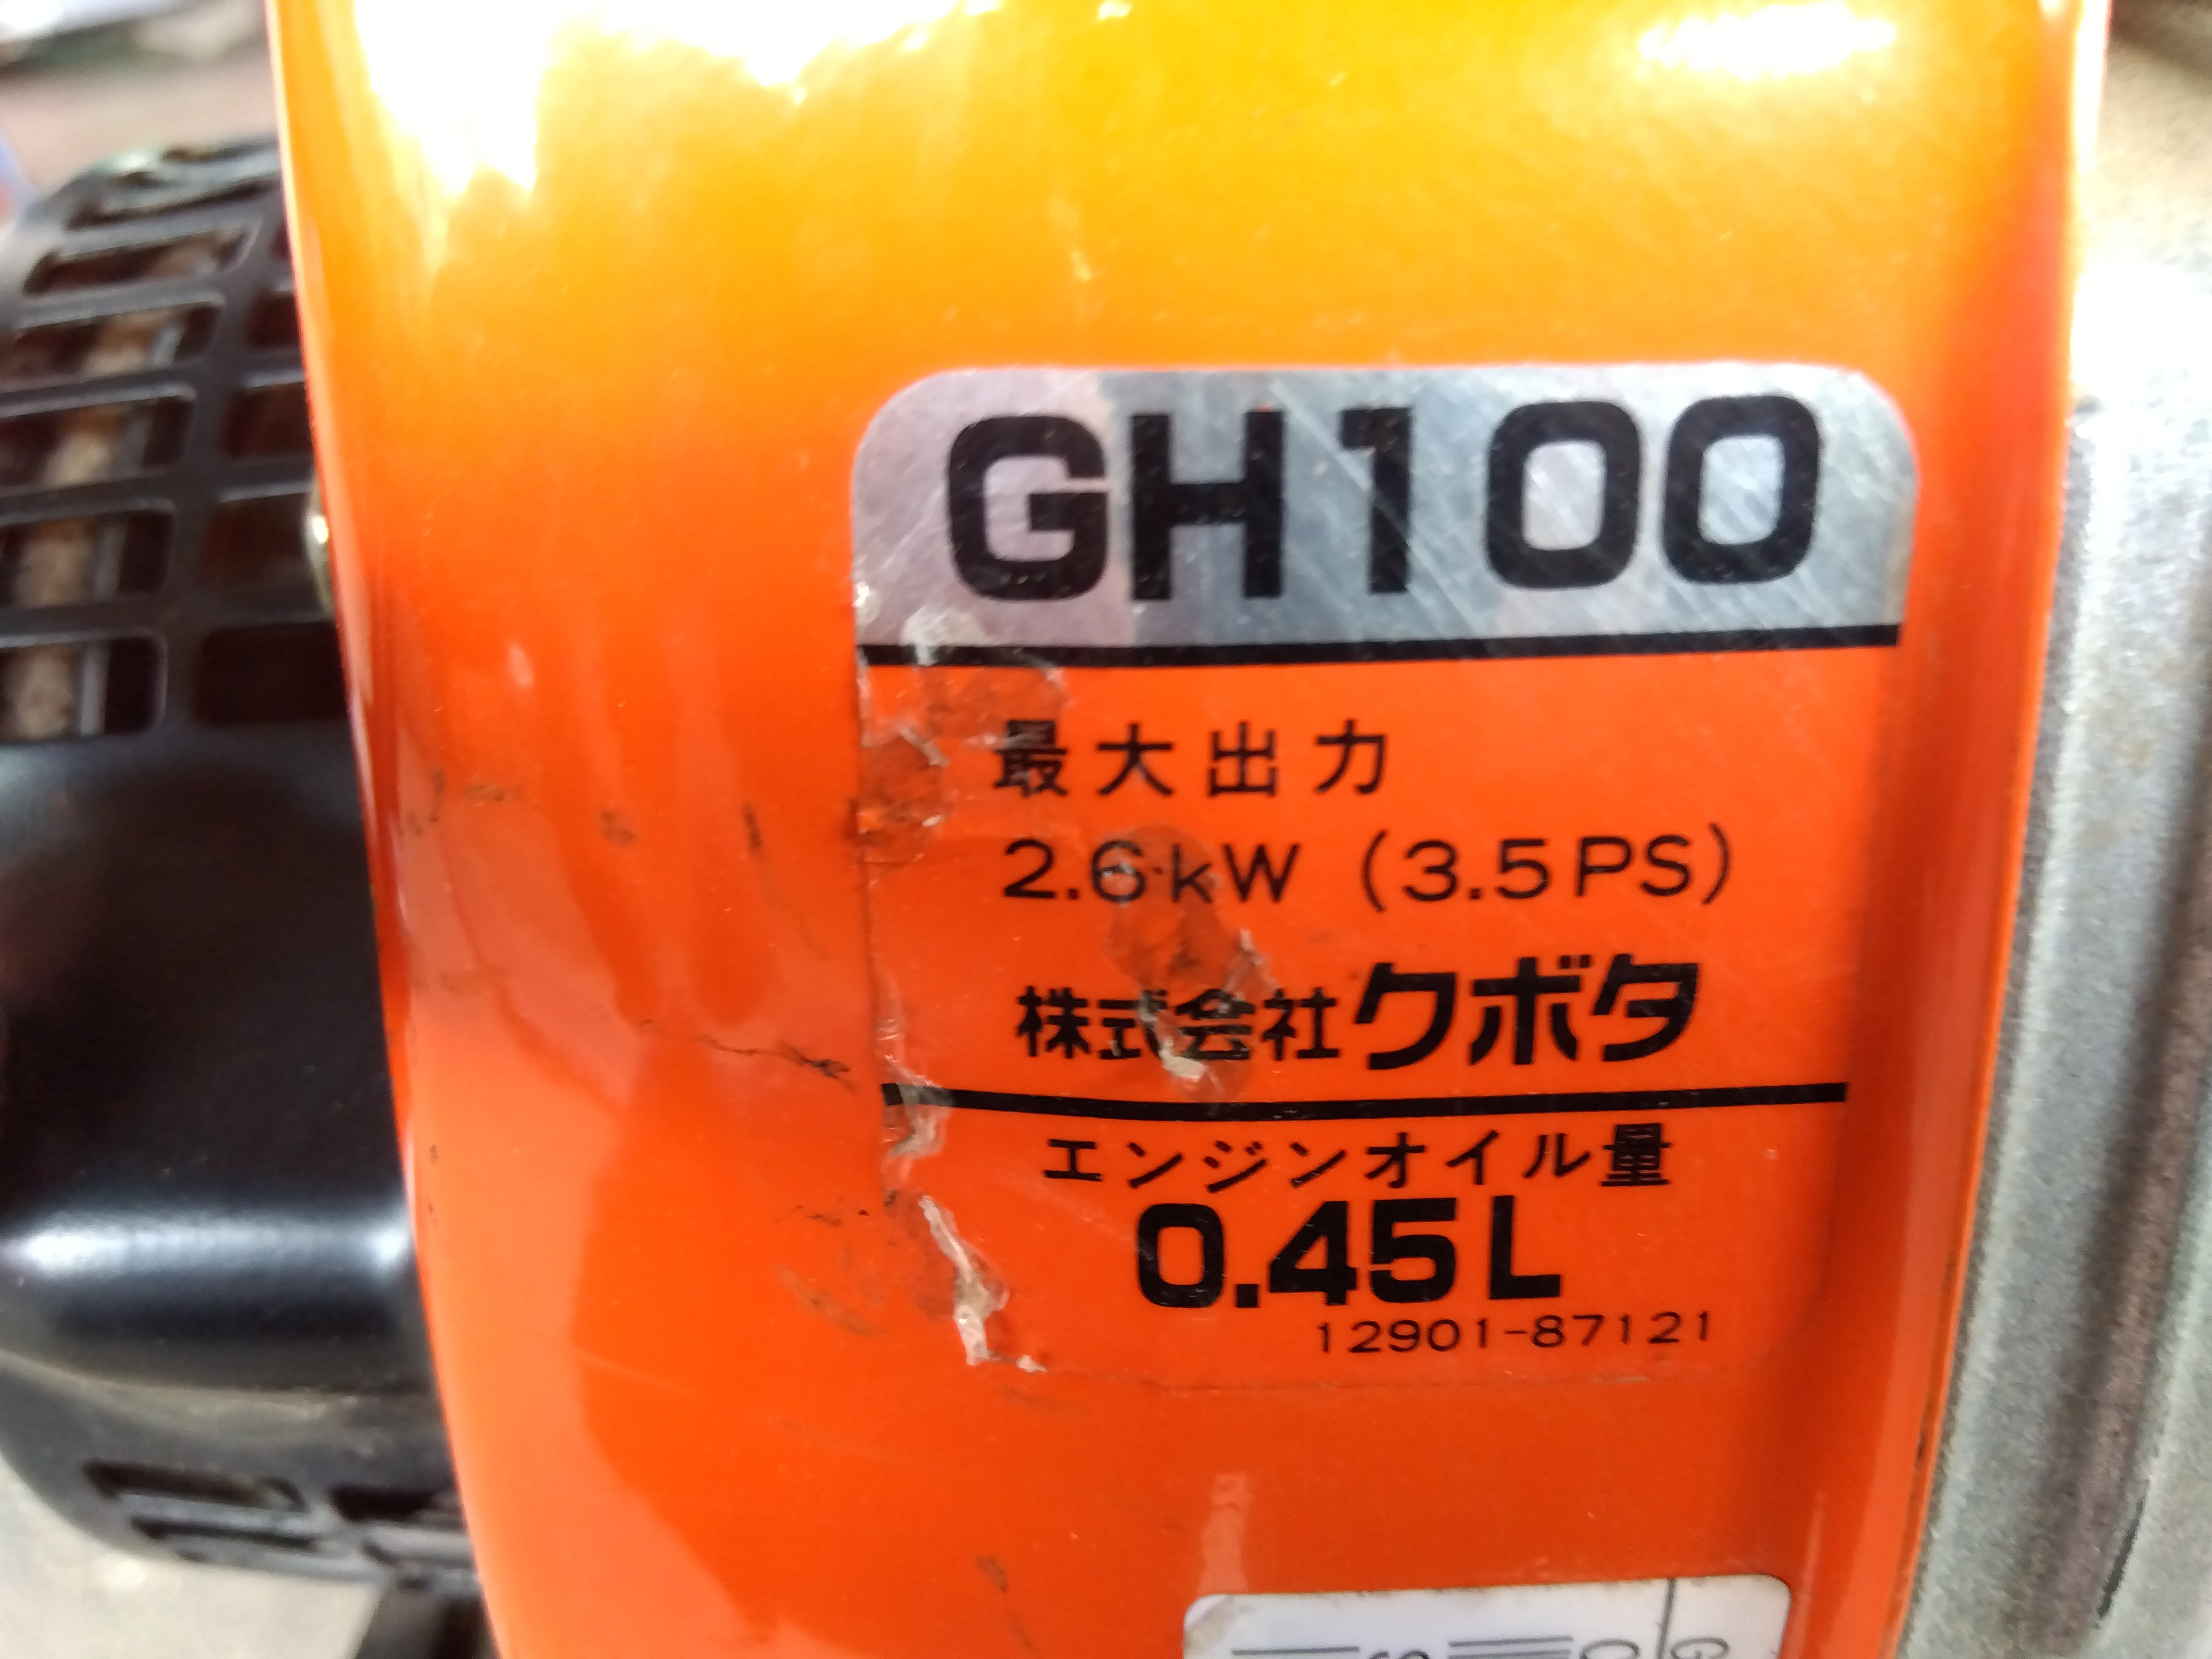 GH100
最大出力
2.6kW (3.5PS)
株式会社クボタ
エンジンオイル量
0.45L
12901-87121